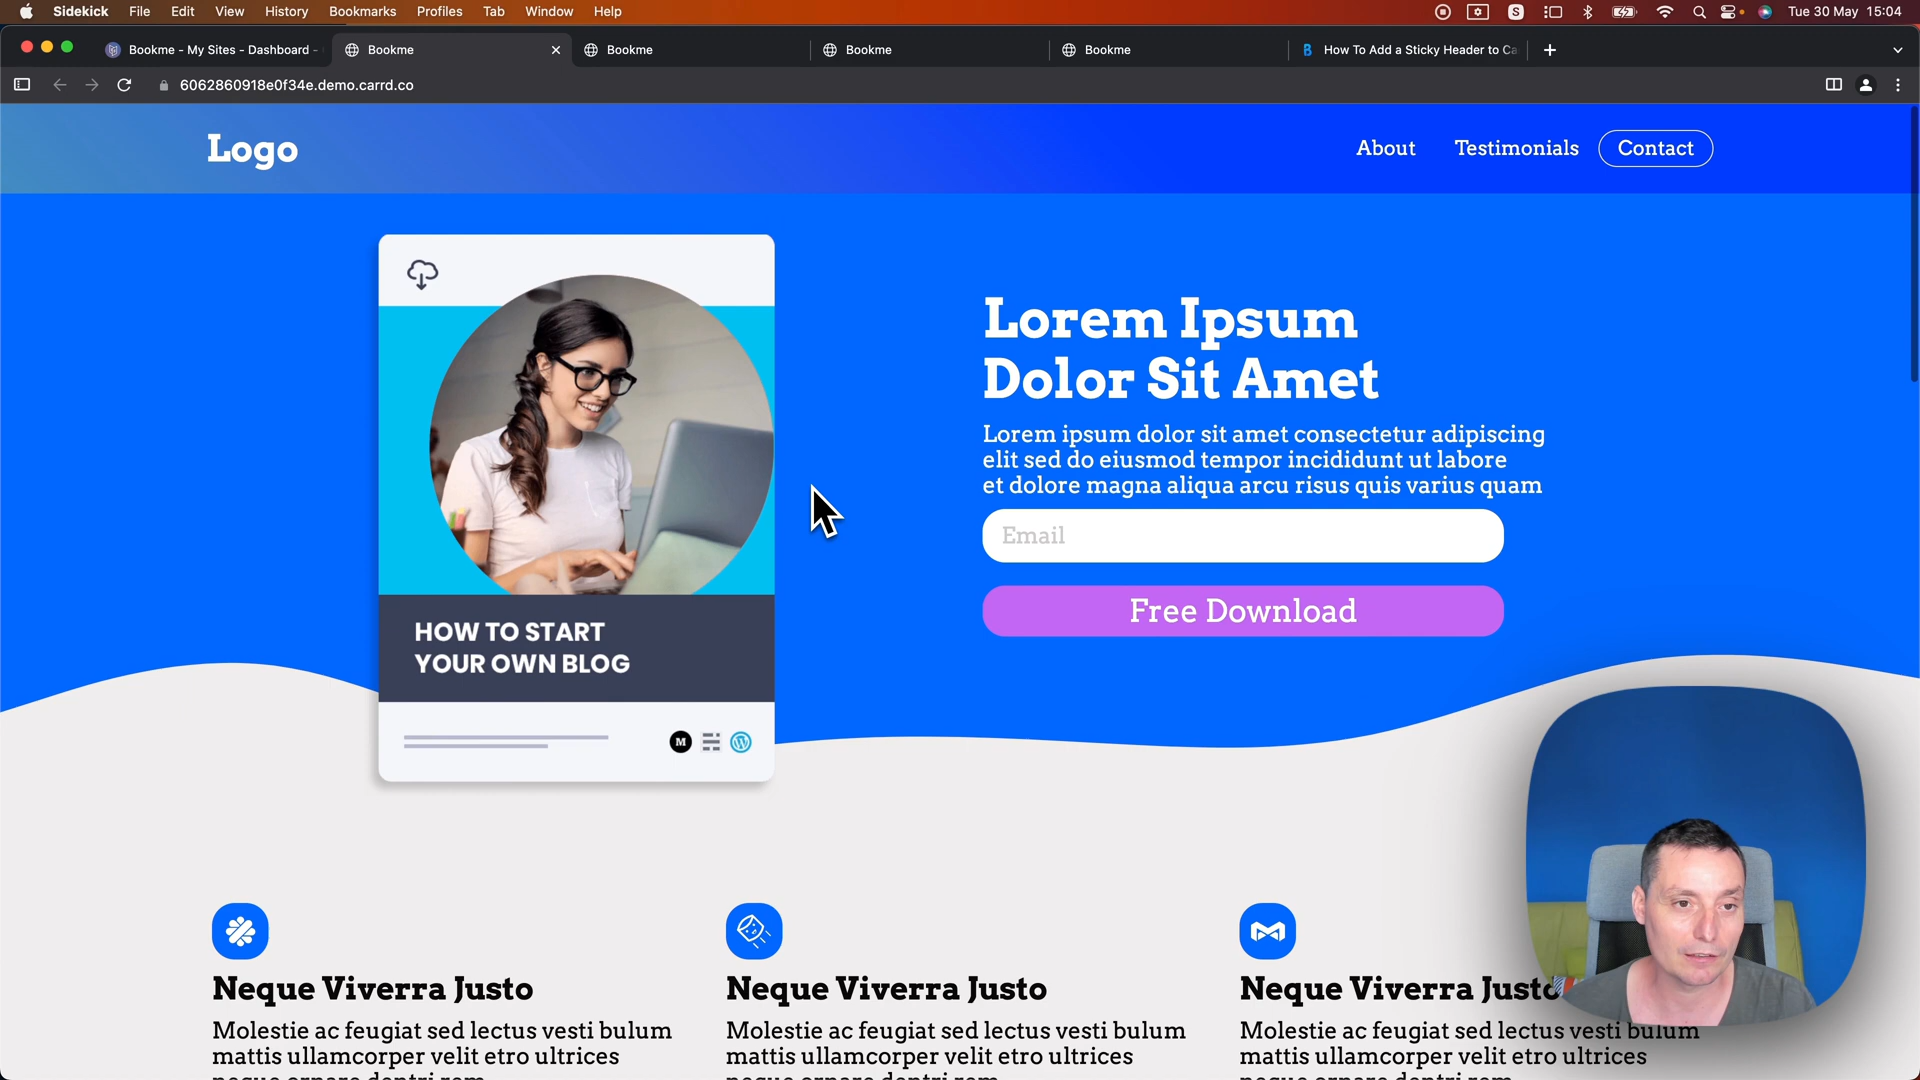 Sidekick File Edit View History Bookmarks Profiles Tab Window Help Tue 30 May 15:04
Bookme - My Sites - Dashboard - Bookme Bookme Bookme Bookme How To Add a Sticky Header to Ca
6062860918e0f34e.demo.carrd.co
Logo
About Testimonials Contact
HOW TO START
YOUR OWN BLOG
M
Lorem Ipsum
Dolor Sit Amet
Lorem ipsum dolor sit amet consectetur adipiscing
elit sed do eiusmod tempor incididunt ut labore
et dolore magna aliqua arcu risus quis varius quam
Email
Free Download
Neque Viverra Justo
Molestie ac feugiat sed lectus vesti bulum
mattis ullamcorper velit etro ultrices
Neque Viverra Justo
Molestie ac feugiat sed lectus vesti bulum
mattis ullamcorper velit etro ultrices
Neque Viverra Justo
Molestie ac feugiat sed lectus vesti bulum
mattis ullamcorper velit etro ultrices